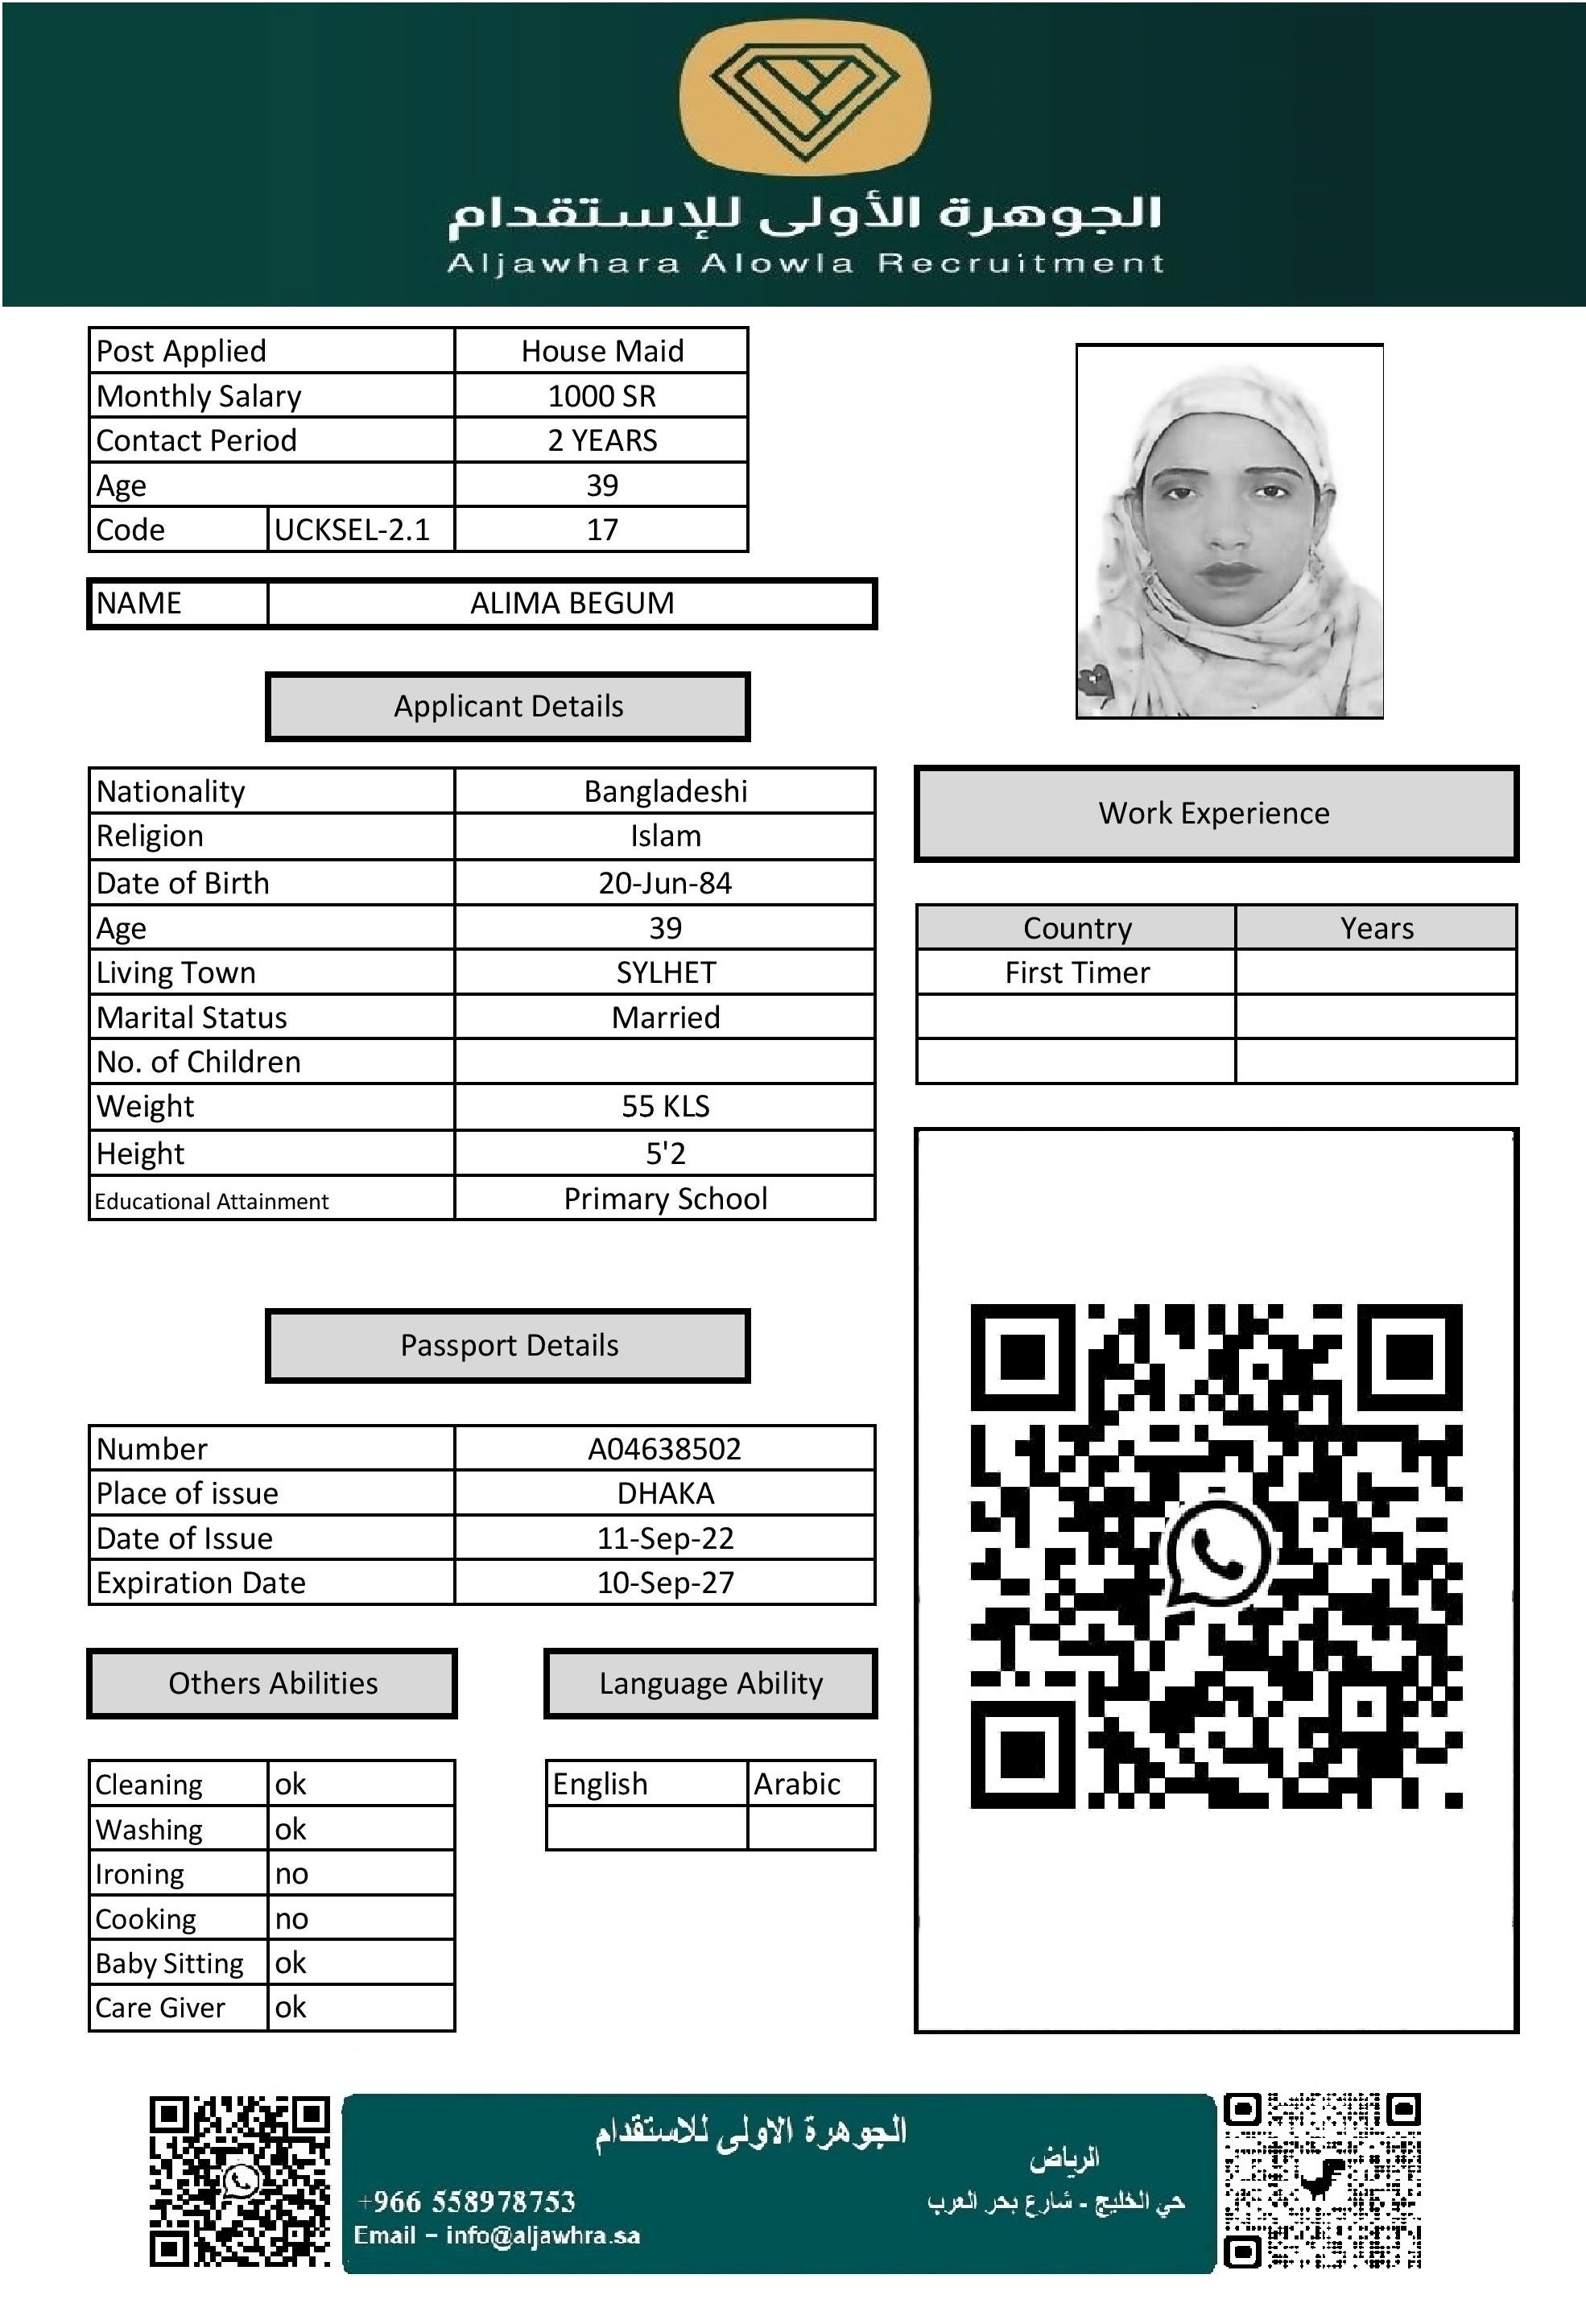 الجوهرة الأولى للإستقدام
Aljawhara Alowla Recruitment
Post Applied House Maid
Monthly Salary 1000 SR
Contact Period 2 YEARS
Age 39
Code UCKSEL-2.1 17
NAME ALIMA BEGUM
Applicant Details
Nationality Bangladeshi
Religion Islam
Date of Birth 20-Jun-84
Age 39
Living Town SYLHET
Marital Status Married
No. of Children
Weight 55 KLS
Height 5'2
Educational Attainment Primary School
Work Experience
Country Years
First Timer
Passport Details
Number A04638502
Place of issue DHAKA
Date of Issue 11-Sep-22
Expiration Date 10-Sep-27
Others Abilities
Cleaning ok
Washing ok
Ironing no
Cooking no
Baby Sitting ok
Care Giver ok
Language Ability
English Arabic
الجوهرة الاولى للاستقدام
الرياض
حي الخليج - شارع بحر العرب
+966 558978753
Email – info@aljawhra.sa